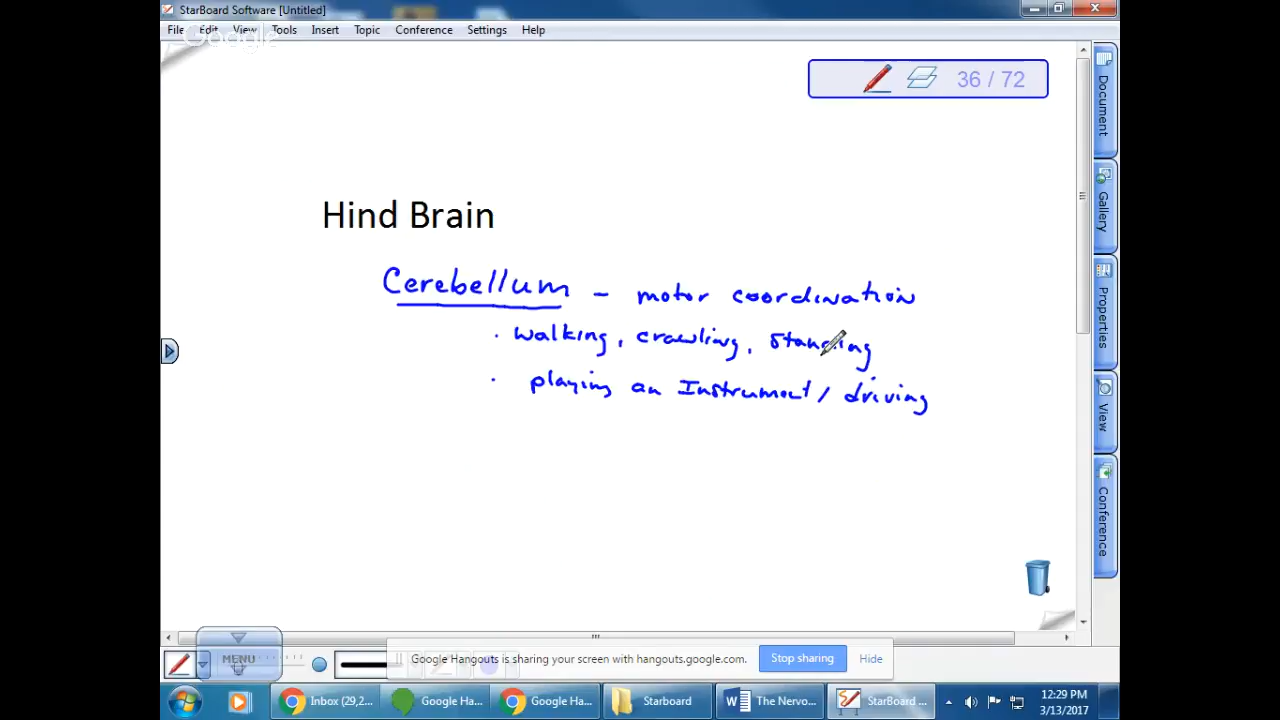 StarBoard Software [Untitled]
File Edit View Tools Insert Topic Conference Settings Help
Google
36 / 72
Document
Gallery
Properties
View
Conference
Hind Brain
Cerebellum – motor coordination
· walking, crawling, standing
· playing an Instrument / driving
MENU
Google Hangouts is sharing your screen with hangouts.google.com.
Stop sharing
Hide
Inbox (29,2...
Google Ha...
Google Ha...
Starboard
The Nervo...
StarBoard ...
12:29 PM
3/13/2017